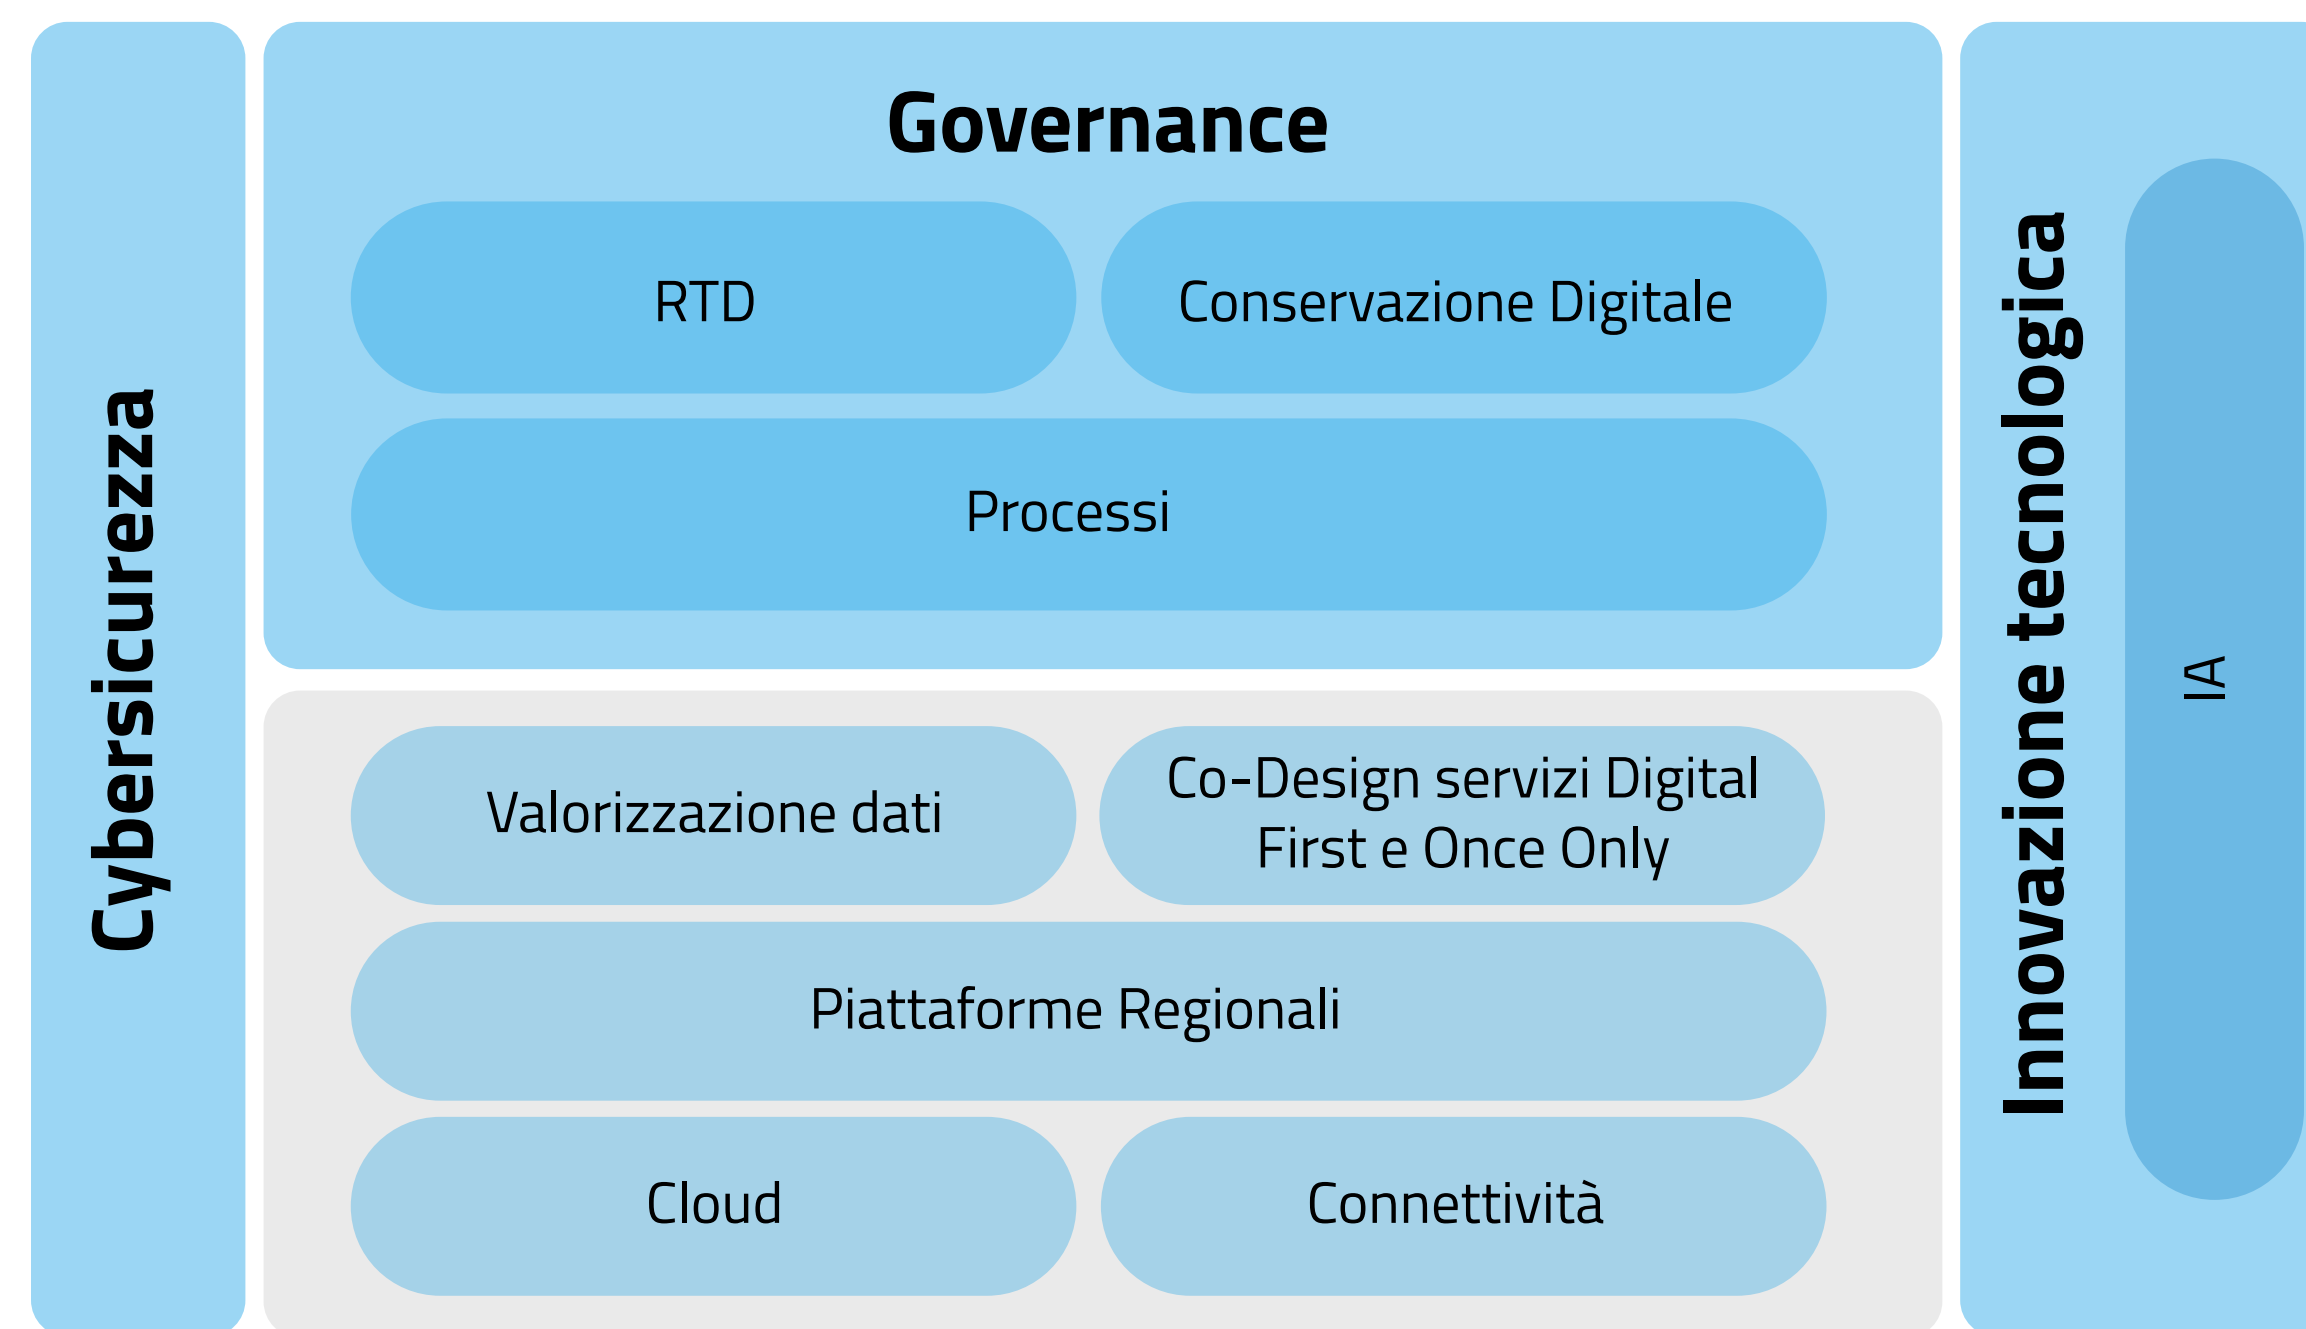 Cybersicurezza
Governance
RTD
Conservazione Digitale
Processi
Valorizzazione dati
Co-Design servizi Digital
First e Once Only
Piattaforme Regionali
Cloud
Connettività
Innovazione tecnologica
IA